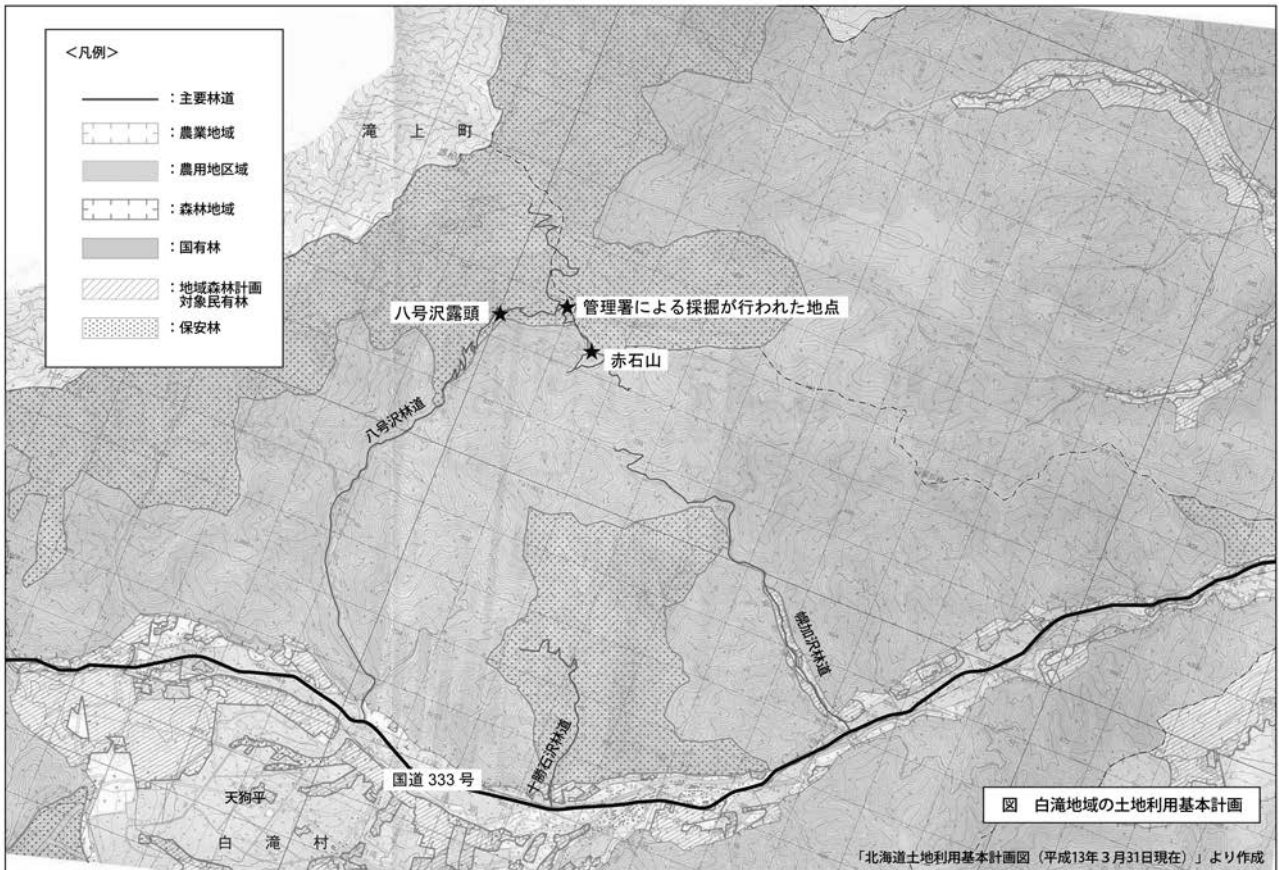 ＜凡例＞
：主要林道
：農業地域
：農用地区域
：森林地域
：国有林
：地域森林計画
対象民有林
：保安林
滝上町
八号沢露頭
管理署による採掘が行われた地点
赤石山
八号沢林道
幌加沢林道
十勝石沢林道
国道 333 号
天狗平
白滝村
図　白滝地域の土地利用基本計画
「北海道土地利用基本計画図（平成13年３月31日現在）」より作成